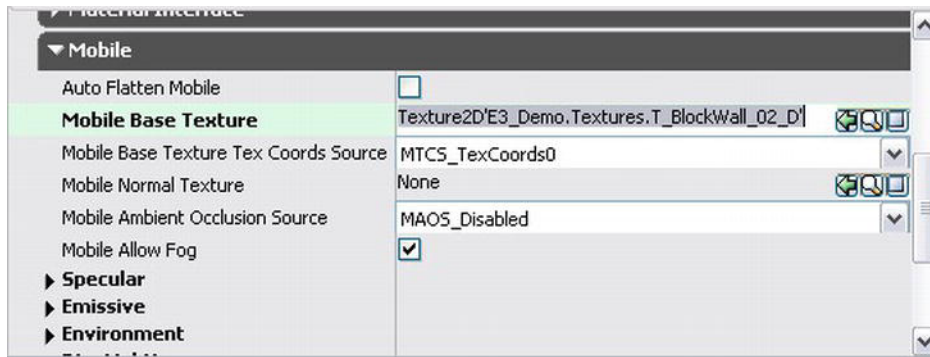 Mobile
Auto Flatten Mobile
Mobile Base Texture Texture2D'E3_Demo.Textures.T_BlockWall_02_D'
Mobile Base Texture Tex Coords Source MTCS_TexCoords0
Mobile Normal Texture None
Mobile Ambient Occlusion Source MAOS_Disabled
Mobile Allow Fog
Specular
Emissive
Environment